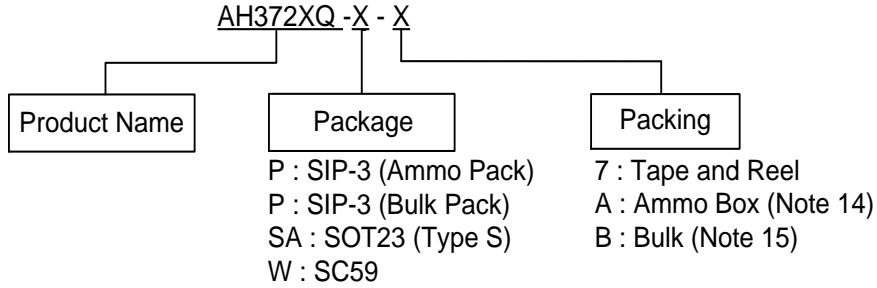 AH372XQ -X - X
Product Name
Package
Packing
P : SIP-3 (Ammo Pack)
P : SIP-3 (Bulk Pack)
SA : SOT23 (Type S)
W : SC59
7 : Tape and Reel
A : Ammo Box (Note 14)
B : Bulk (Note 15)